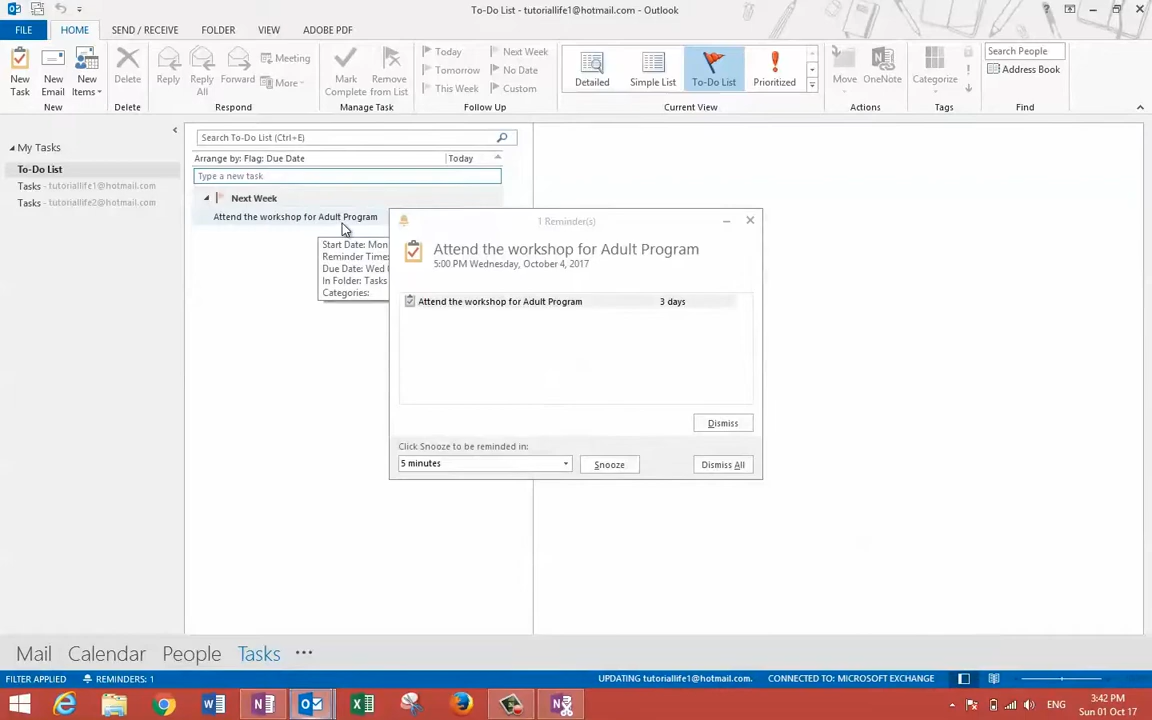 To-Do List - tutoriallife1@hotmail.com - Outlook
FILE HOME SEND / RECEIVE FOLDER VIEW ADOBE PDF
New Task
New Email
New Items
New
Delete
Delete
Reply
Reply All
Forward
Meeting
More
Respond
Mark Complete
Remove from List
Manage Task
Today
Tomorrow
This Week
Next Week
No Date
Custom
Follow Up
Detailed
Simple List
To-Do List
Prioritized
Current View
Move
OneNote
Actions
Categorize
Tags
Search People
Address Book
Find
My Tasks
To-Do List
Tasks - tutoriallife1@hotmail.com
Tasks - tutoriallife2@hotmail.com
Search To-Do List (Ctrl+E)
Arrange by: Flag: Due Date Today
Type a new task
Next Week
Attend the workshop for Adult Program
Start Date: Mon
Reminder Time:
Due Date: Wed
In Folder: Tasks
Categories:
1 Reminder(s)
Attend the workshop for Adult Program
5:00 PM Wednesday, October 4, 2017
Attend the workshop for Adult Program 3 days
Dismiss
Click Snooze to be reminded in:
5 minutes
Snooze
Dismiss All
Mail Calendar People Tasks •••
FILTER APPLIED REMINDERS: 1 UPDATING tutoriallife1@hotmail.com. CONNECTED TO: MICROSOFT EXCHANGE
ENG
3:42 PM
Sun 01 Oct 17